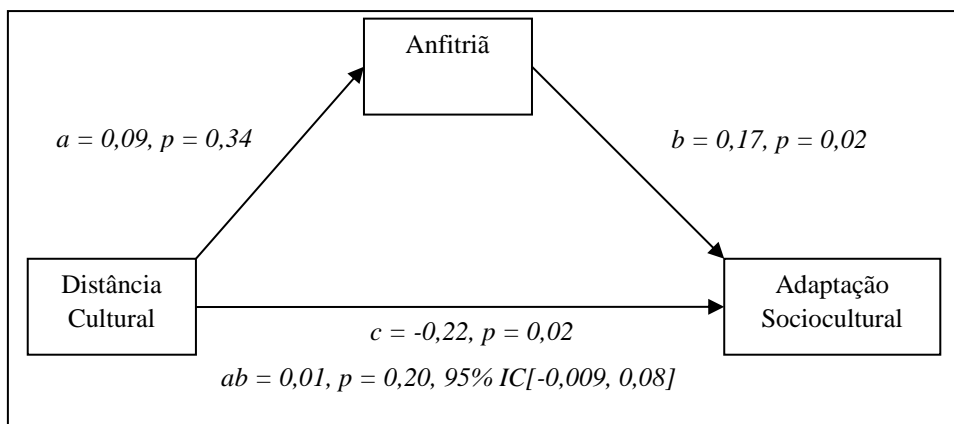 Anfitriã
a = 0,09, p = 0,34
b = 0,17, p = 0,02
Distância
Cultural
Adaptação
Sociocultural
c = -0,22, p = 0,02
ab = 0,01, p = 0,20, 95% IC[-0,009, 0,08]